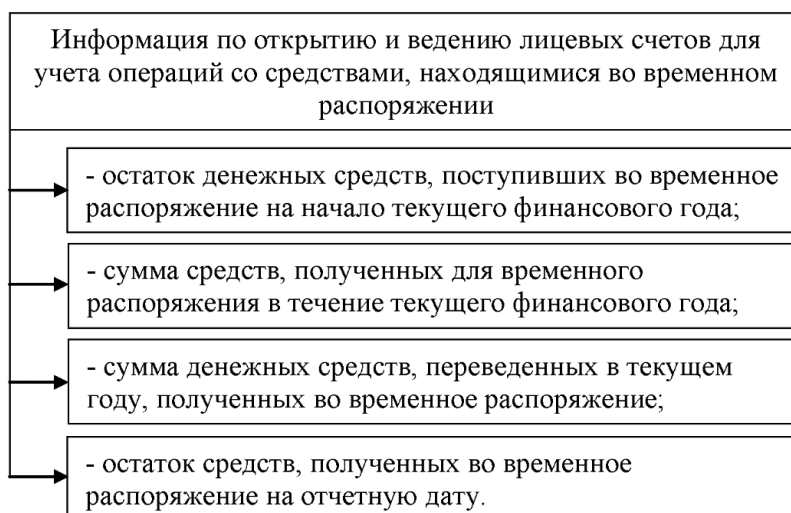 Информация по открытию и ведению лицевых счетов для
учета операций со средствами, находящимися во временном
распоряжении
- остаток денежных средств, поступивших во временное
распоряжение на начало текущего финансового года;
- сумма средств, полученных для временного
распоряжения в течение текущего финансового года;
- сумма денежных средств, переведенных в текущем
году, полученных во временное распоряжение;
- остаток средств, полученных во временное
распоряжение на отчетную дату.